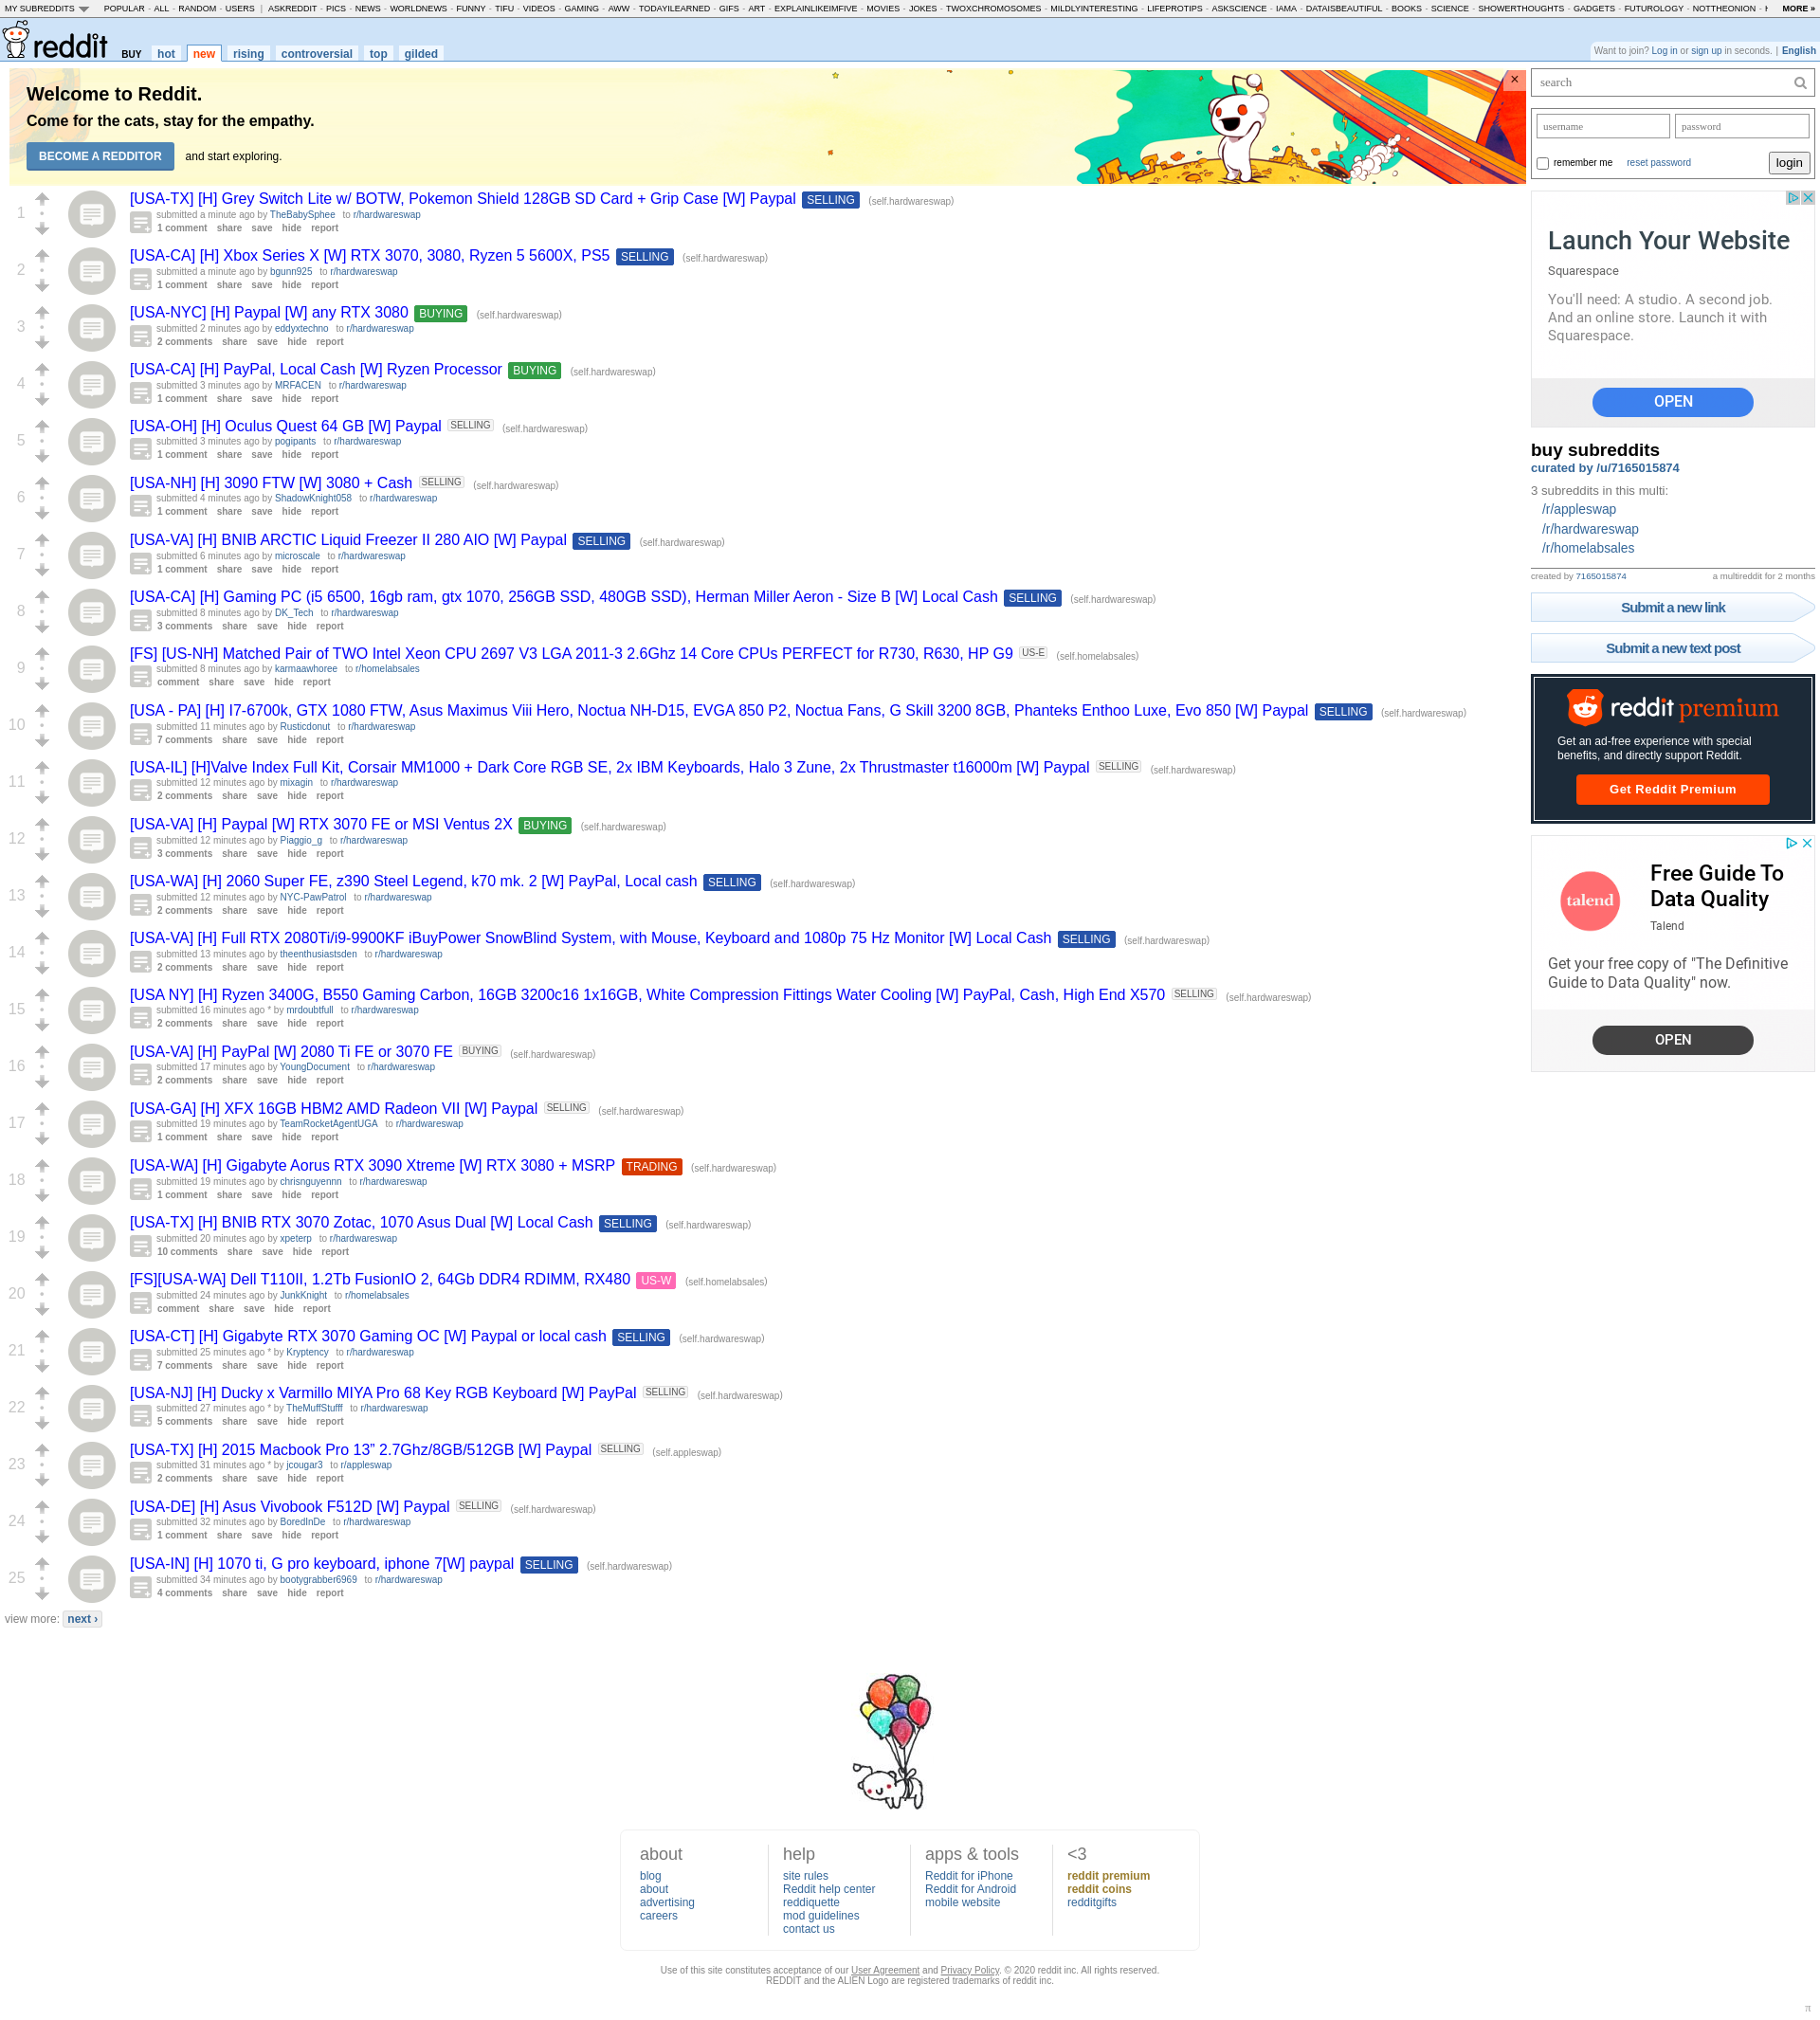 MY SUBREDDITS POPULAR - ALL - RANDOM - USERS | ASKREDDIT - PICS - NEWS - WORLDNEWS - FUNNY - TIFU - VIDEOS - GAMING - AWW - TODAYILEARNED - GIFS - ART - EXPLAINLIKEIMFIVE - MOVIES - JOKES - TWOXCHROMOSOMES - MILDLYINTERESTING - LIFEPROTIPS - ASKSCIENCE - IAMA - DATAISBEAUTIFUL - BOOKS - SCIENCE - SHOWERTHOUGHTS - GADGETS - FUTUROLOGY - NOTTHEONION - MORE »
reddit BUY hot new rising controversial top gilded
Want to join? Log in or sign up in seconds. | English
Welcome to Reddit.
Come for the cats, stay for the empathy.
BECOME A REDDITOR and start exploring.
×
1
[USA-TX] [H] Grey Switch Lite w/ BOTW, Pokemon Shield 128GB SD Card + Grip Case [W] Paypal SELLING (self.hardwareswap)
submitted a minute ago by TheBabySphee to r/hardwareswap
1 comment share save hide report
2
[USA-CA] [H] Xbox Series X [W] RTX 3070, 3080, Ryzen 5 5600X, PS5 SELLING (self.hardwareswap)
submitted a minute ago by bgunn925 to r/hardwareswap
1 comment share save hide report
3
[USA-NYC] [H] Paypal [W] any RTX 3080 BUYING (self.hardwareswap)
submitted 2 minutes ago by eddyxtechno to r/hardwareswap
2 comments share save hide report
4
[USA-CA] [H] PayPal, Local Cash [W] Ryzen Processor BUYING (self.hardwareswap)
submitted 3 minutes ago by MRFACEN to r/hardwareswap
1 comment share save hide report
5
[USA-OH] [H] Oculus Quest 64 GB [W] Paypal SELLING (self.hardwareswap)
submitted 3 minutes ago by pogipants to r/hardwareswap
1 comment share save hide report
6
[USA-NH] [H] 3090 FTW [W] 3080 + Cash SELLING (self.hardwareswap)
submitted 4 minutes ago by ShadowKnight058 to r/hardwareswap
1 comment share save hide report
7
[USA-VA] [H] BNIB ARCTIC Liquid Freezer II 280 AIO [W] Paypal SELLING (self.hardwareswap)
submitted 6 minutes ago by microscale to r/hardwareswap
1 comment share save hide report
8
[USA-CA] [H] Gaming PC (i5 6500, 16gb ram, gtx 1070, 256GB SSD, 480GB SSD), Herman Miller Aeron - Size B [W] Local Cash SELLING (self.hardwareswap)
submitted 8 minutes ago by DK_Tech to r/hardwareswap
3 comments share save hide report
9
[FS] [US-NH] Matched Pair of TWO Intel Xeon CPU 2697 V3 LGA 2011-3 2.6Ghz 14 Core CPUs PERFECT for R730, R630, HP G9 US-E (self.homelabsales)
submitted 8 minutes ago by karmaawhoree to r/homelabsales
comment share save hide report
10
[USA - PA] [H] I7-6700k, GTX 1080 FTW, Asus Maximus Viii Hero, Noctua NH-D15, EVGA 850 P2, Noctua Fans, G Skill 3200 8GB, Phanteks Enthoo Luxe, Evo 850 [W] Paypal SELLING (self.hardwareswap)
submitted 11 minutes ago by Rusticdonut to r/hardwareswap
7 comments share save hide report
11
[USA-IL] [H]Valve Index Full Kit, Corsair MM1000 + Dark Core RGB SE, 2x IBM Keyboards, Halo 3 Zune, 2x Thrustmaster t16000m [W] Paypal SELLING (self.hardwareswap)
submitted 12 minutes ago by mixagin to r/hardwareswap
2 comments share save hide report
12
[USA-VA] [H] Paypal [W] RTX 3070 FE or MSI Ventus 2X BUYING (self.hardwareswap)
submitted 12 minutes ago by Piaggio_g to r/hardwareswap
3 comments share save hide report
13
[USA-WA] [H] 2060 Super FE, z390 Steel Legend, k70 mk. 2 [W] PayPal, Local cash SELLING (self.hardwareswap)
submitted 12 minutes ago by NYC-PawPatrol to r/hardwareswap
2 comments share save hide report
14
[USA-VA] [H] Full RTX 2080Ti/i9-9900KF iBuyPower SnowBlind System, with Mouse, Keyboard and 1080p 75 Hz Monitor [W] Local Cash SELLING (self.hardwareswap)
submitted 13 minutes ago by theenthusiastsden to r/hardwareswap
2 comments share save hide report
15
[USA NY] [H] Ryzen 3400G, B550 Gaming Carbon, 16GB 3200c16 1x16GB, White Compression Fittings Water Cooling [W] PayPal, Cash, High End X570 SELLING (self.hardwareswap)
submitted 16 minutes ago * by mrdoubtfull to r/hardwareswap
2 comments share save hide report
16
[USA-VA] [H] PayPal [W] 2080 Ti FE or 3070 FE BUYING (self.hardwareswap)
submitted 17 minutes ago by YoungDocument to r/hardwareswap
2 comments share save hide report
17
[USA-GA] [H] XFX 16GB HBM2 AMD Radeon VII [W] Paypal SELLING (self.hardwareswap)
submitted 19 minutes ago by TeamRocketAgentUGA to r/hardwareswap
1 comment share save hide report
18
[USA-WA] [H] Gigabyte Aorus RTX 3090 Xtreme [W] RTX 3080 + MSRP TRADING (self.hardwareswap)
submitted 19 minutes ago by chrisnguyennn to r/hardwareswap
1 comment share save hide report
19
[USA-TX] [H] BNIB RTX 3070 Zotac, 1070 Asus Dual [W] Local Cash SELLING (self.hardwareswap)
submitted 20 minutes ago by xpeterp to r/hardwareswap
10 comments share save hide report
20
[FS][USA-WA] Dell T110II, 1.2Tb FusionIO 2, 64Gb DDR4 RDIMM, RX480 US-W (self.homelabsales)
submitted 24 minutes ago by JunkKnight to r/homelabsales
comment share save hide report
21
[USA-CT] [H] Gigabyte RTX 3070 Gaming OC [W] Paypal or local cash SELLING (self.hardwareswap)
submitted 25 minutes ago * by Kryptency to r/hardwareswap
7 comments share save hide report
22
[USA-NJ] [H] Ducky x Varmillo MIYA Pro 68 Key RGB Keyboard [W] PayPal SELLING (self.hardwareswap)
submitted 27 minutes ago * by TheMuffStufff to r/hardwareswap
5 comments share save hide report
23
[USA-TX] [H] 2015 Macbook Pro 13” 2.7Ghz/8GB/512GB [W] Paypal SELLING (self.appleswap)
submitted 31 minutes ago * by jcougar3 to r/appleswap
2 comments share save hide report
24
[USA-DE] [H] Asus Vivobook F512D [W] Paypal SELLING (self.hardwareswap)
submitted 32 minutes ago by BoredInDe to r/hardwareswap
1 comment share save hide report
25
[USA-IN] [H] 1070 ti, G pro keyboard, iphone 7[W] paypal SELLING (self.hardwareswap)
submitted 34 minutes ago by bootygrabber6969 to r/hardwareswap
4 comments share save hide report
view more: next ›
search
username password
remember me reset password login
Launch Your Website
Squarespace
You'll need: A studio. A second job.
And an online store. Launch it with
Squarespace.
OPEN
buy subreddits
curated by /u/7165015874
3 subreddits in this multi:
/r/appleswap
/r/hardwareswap
/r/homelabsales
created by 7165015874 a multireddit for 2 months
Submit a new link
Submit a new text post
reddit premium
Get an ad-free experience with special
benefits, and directly support Reddit.
Get Reddit Premium
talend
Free Guide To
Data Quality
Talend
Get your free copy of "The Definitive
Guide to Data Quality" now.
OPEN
about
blog
about
advertising
careers
help
site rules
Reddit help center
reddiquette
mod guidelines
contact us
apps & tools
Reddit for iPhone
Reddit for Android
mobile website
<3
reddit premium
reddit coins
redditgifts
Use of this site constitutes acceptance of our User Agreement and Privacy Policy. © 2020 reddit inc. All rights reserved.
REDDIT and the ALIEN Logo are registered trademarks of reddit inc.
π